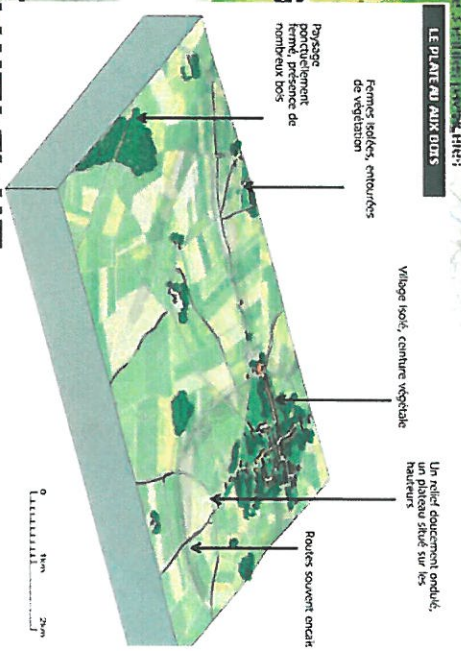 LE PLATEAU AUX BOIS
Paysage
ponctuellement
fermé, présence de
nombreux bois
Fermes isolées, entourées
de végétation
Village isolé, ceinture végétale
Un relief doucement ondulé,
un plateau situé sur les
hauteurs
Routes souvent encais
0 1km 2km